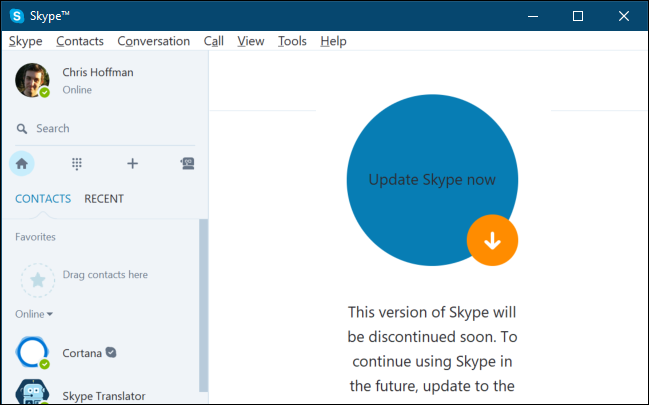 Skype™
Skype Contacts Conversation Call View Tools Help
Chris Hoffman
Online
Search
CONTACTS RECENT
Favorites
Drag contacts here
Online
Cortana
Skype Translator
Update Skype now
This version of Skype will
be discontinued soon. To
continue using Skype in
the future, update to the